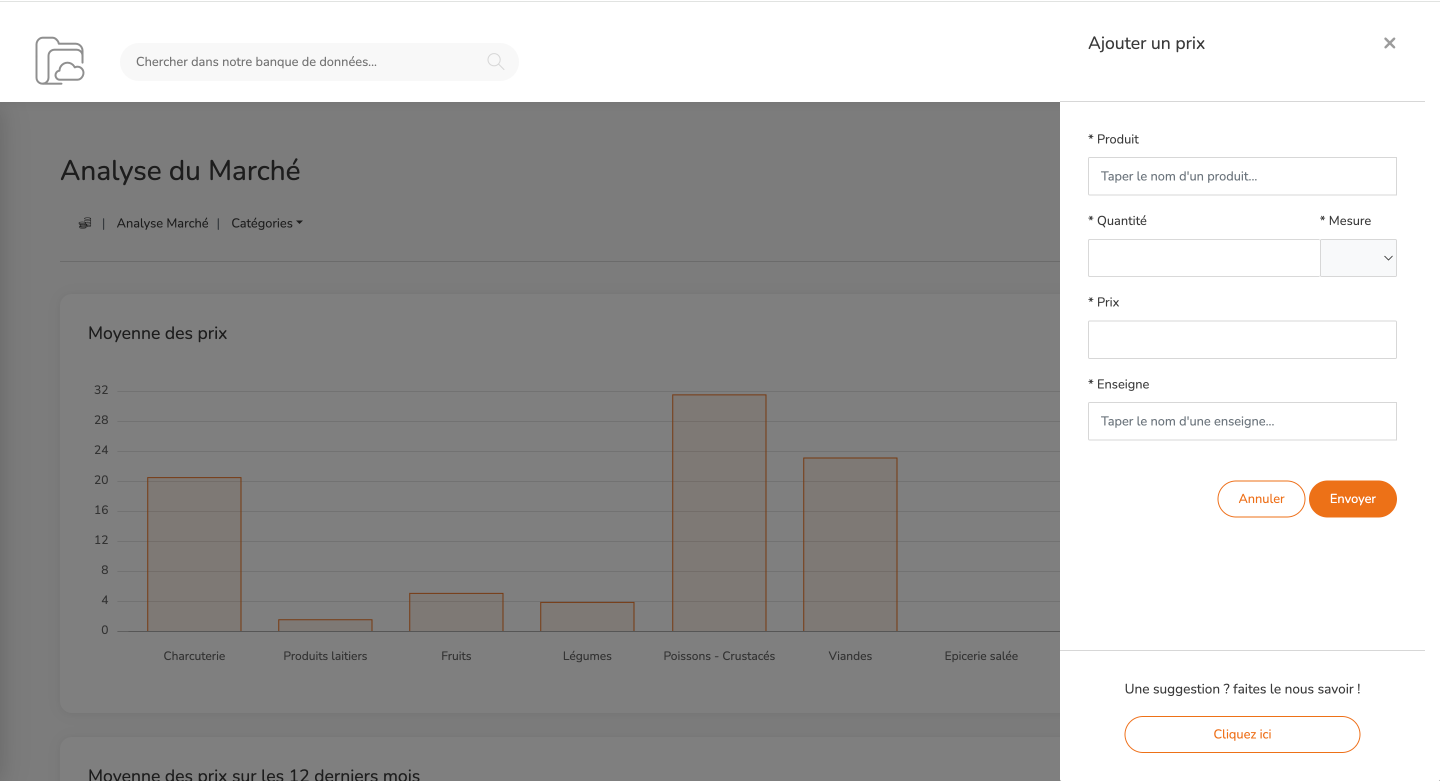 Chercher dans notre banque de données...
Analyse du Marché
| Analyse Marché | Catégories
Moyenne des prix
32
28
24
20
16
12
8
4
0
Charcuterie Produits laitiers Fruits Légumes Poissons - Crustacés Viandes Epicerie salée
Moyenne des prix sur les 12 derniers mois
Ajouter un prix ×
* Produit
Taper le nom d'un produit...
* Quantité * Mesure
* Prix
* Enseigne
Taper le nom d'une enseigne...
Annuler Envoyer
Une suggestion ? faites le nous savoir !
Cliquez ici